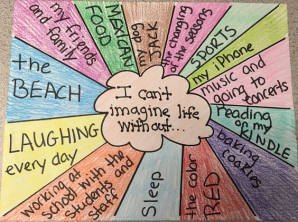 I can't
imagine life
without...
my friends
and family
MEXICAN
FOOD
my dog
JACK
the changing
of the seasons
SPORTS
my iPhone
music and
going to
concerts
reading
on my
KINDLE
baking
cookies
the color
RED
Sleep
working at
school with the
students and
staff
LAUGHING
every day
the
BEACH